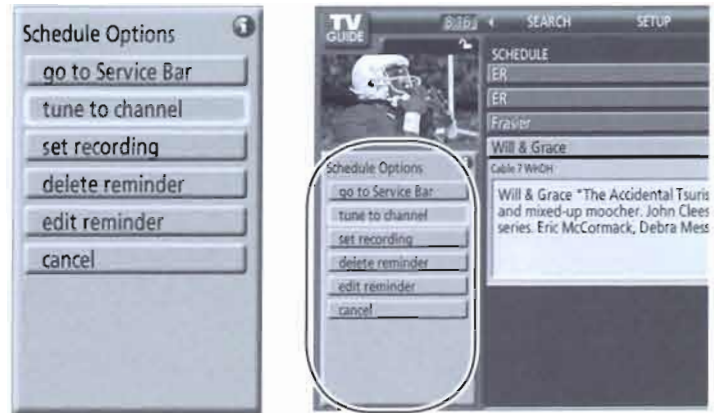 Schedule Options
go to Service Bar
tune to channel
set recording
delete reminder
edit reminder
cancel
TV
GUIDE
8:16
SEARCH SETUP
SCHEDULE
ER
ER
Frasier
Will & Grace
Cable 7 WHDH
Will & Grace "The Accidental Tsuris
and mixed-up moocher. John Clees
series. Eric McCormack, Debra Mess
Schedule Options
go to Service Bar
tune to channel
set recording
delete reminder
edit reminder
cancel